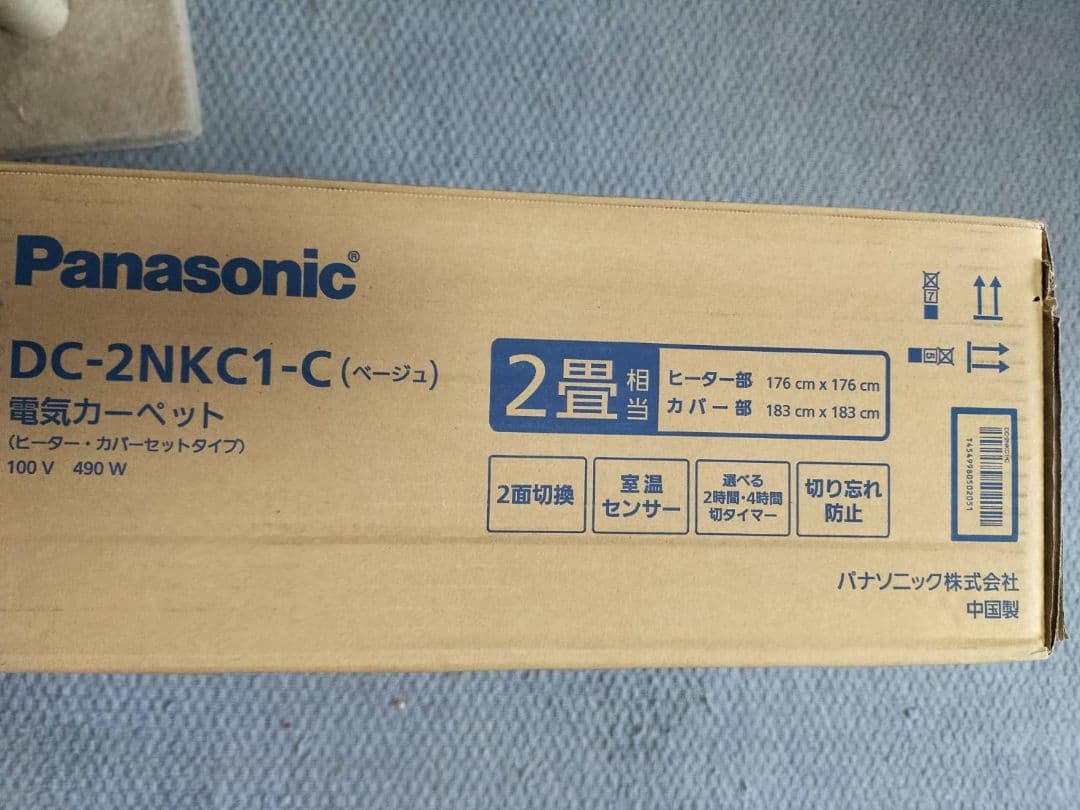 Panasonic®
DC-2NKC1-C(ベージュ)
電気カーペット
(ヒーター・カバーセットタイプ)
100 V 490 W
2畳相当
ヒーター部 176 cm x 176 cm
カバー部 183 cm x 183 cm
2面切換
室温
センサー
選べる
2時間・4時間
切タイマー
切り忘れ
防止
7
5
パナソニック株式会社
中国製